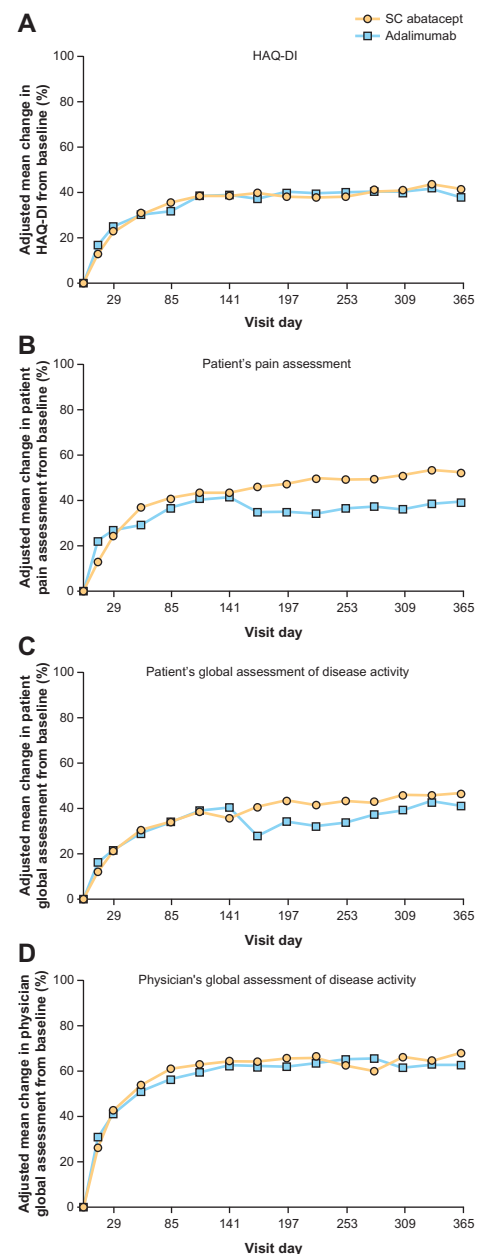 A
SC abatacept
Adalimumab
HAQ-DI
Adjusted mean change in
HAQ-DI from baseline (%)
100
80
60
40
20
0
29 85 141 197 253 309 365
Visit day
B
Patient's pain assessment
Adjusted mean change in patient
pain assessment from baseline (%)
100
80
60
40
20
0
29 85 141 197 253 309 365
Visit day
C
Patient's global assessment of disease activity
Adjusted mean change in patient
global assessment from baseline (%)
100
80
60
40
20
0
29 85 141 197 253 309 365
Visit day
D
Physician's global assessment of disease activity
Adjusted mean change in physician
global assessment from baseline (%)
100
80
60
40
20
0
29 85 141 197 253 309 365
Visit day